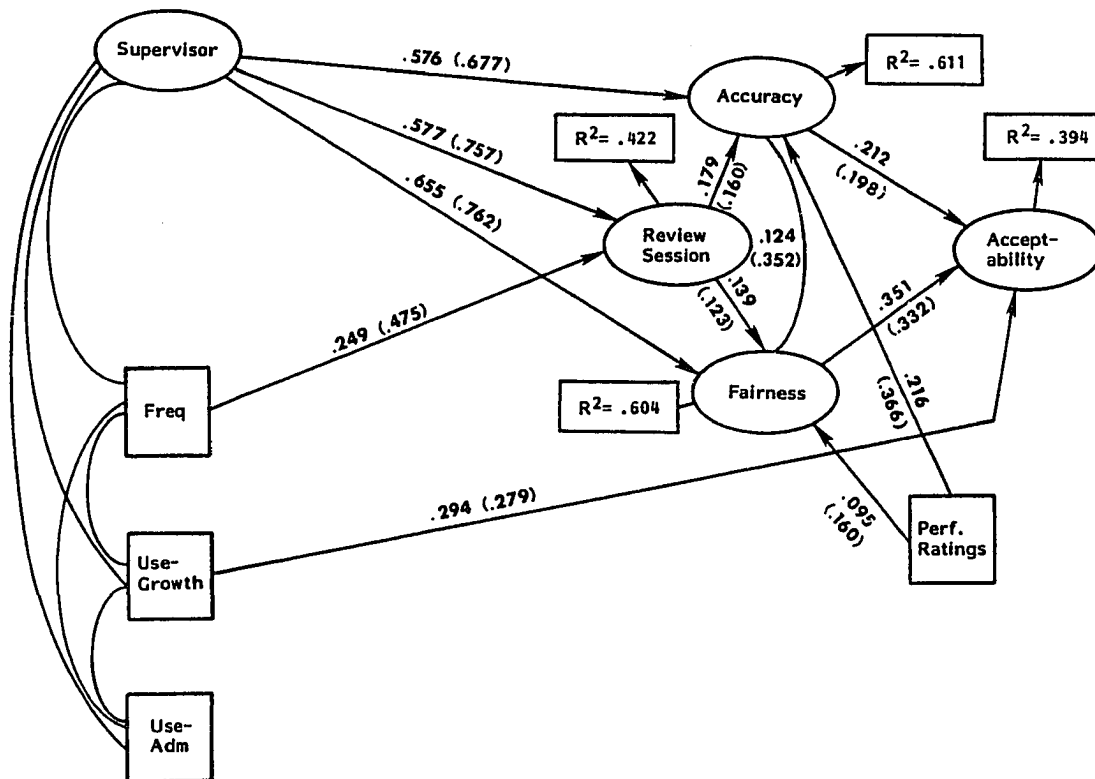 Supervisor
.576 (.677)
Accuracy
R²= .611
.577 (.757)
R²= .422
.179
(.160)
.212
(.198)
R²= .394
.655 (.762)
Review
Session
.124
(.352)
Accept-
ability
.139
(.123)
.351
(.332)
.249 (.475)
Freq
R²= .604
Fairness
.216
(.366)
.294 (.279)
.095
(.160)
Perf.
Ratings
Use-
Growth
Use-
Adm